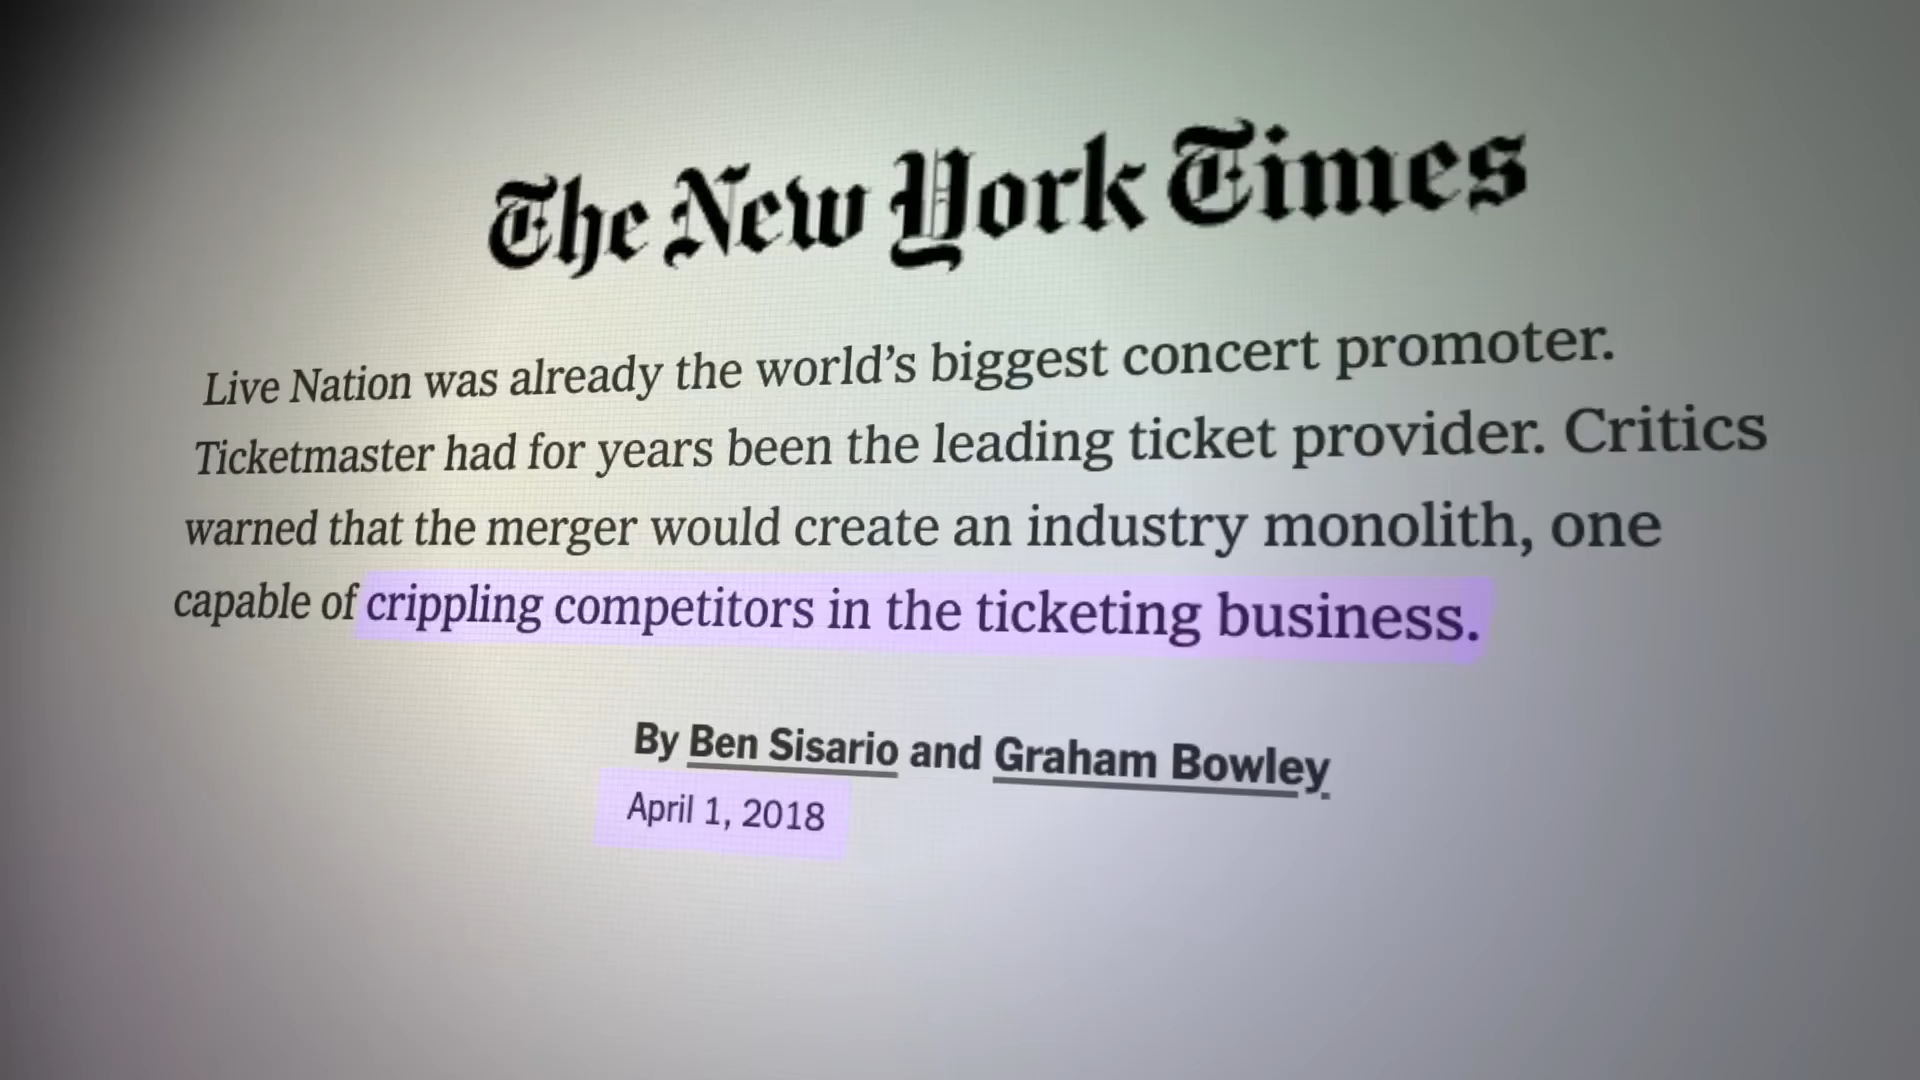 The New York Times
Live Nation was already the world's biggest concert promoter.
Ticketmaster had for years been the leading ticket provider. Critics
warned that the merger would create an industry monolith, one
capable of crippling competitors in the ticketing business.
By Ben Sisario and Graham Bowley
April 1, 2018